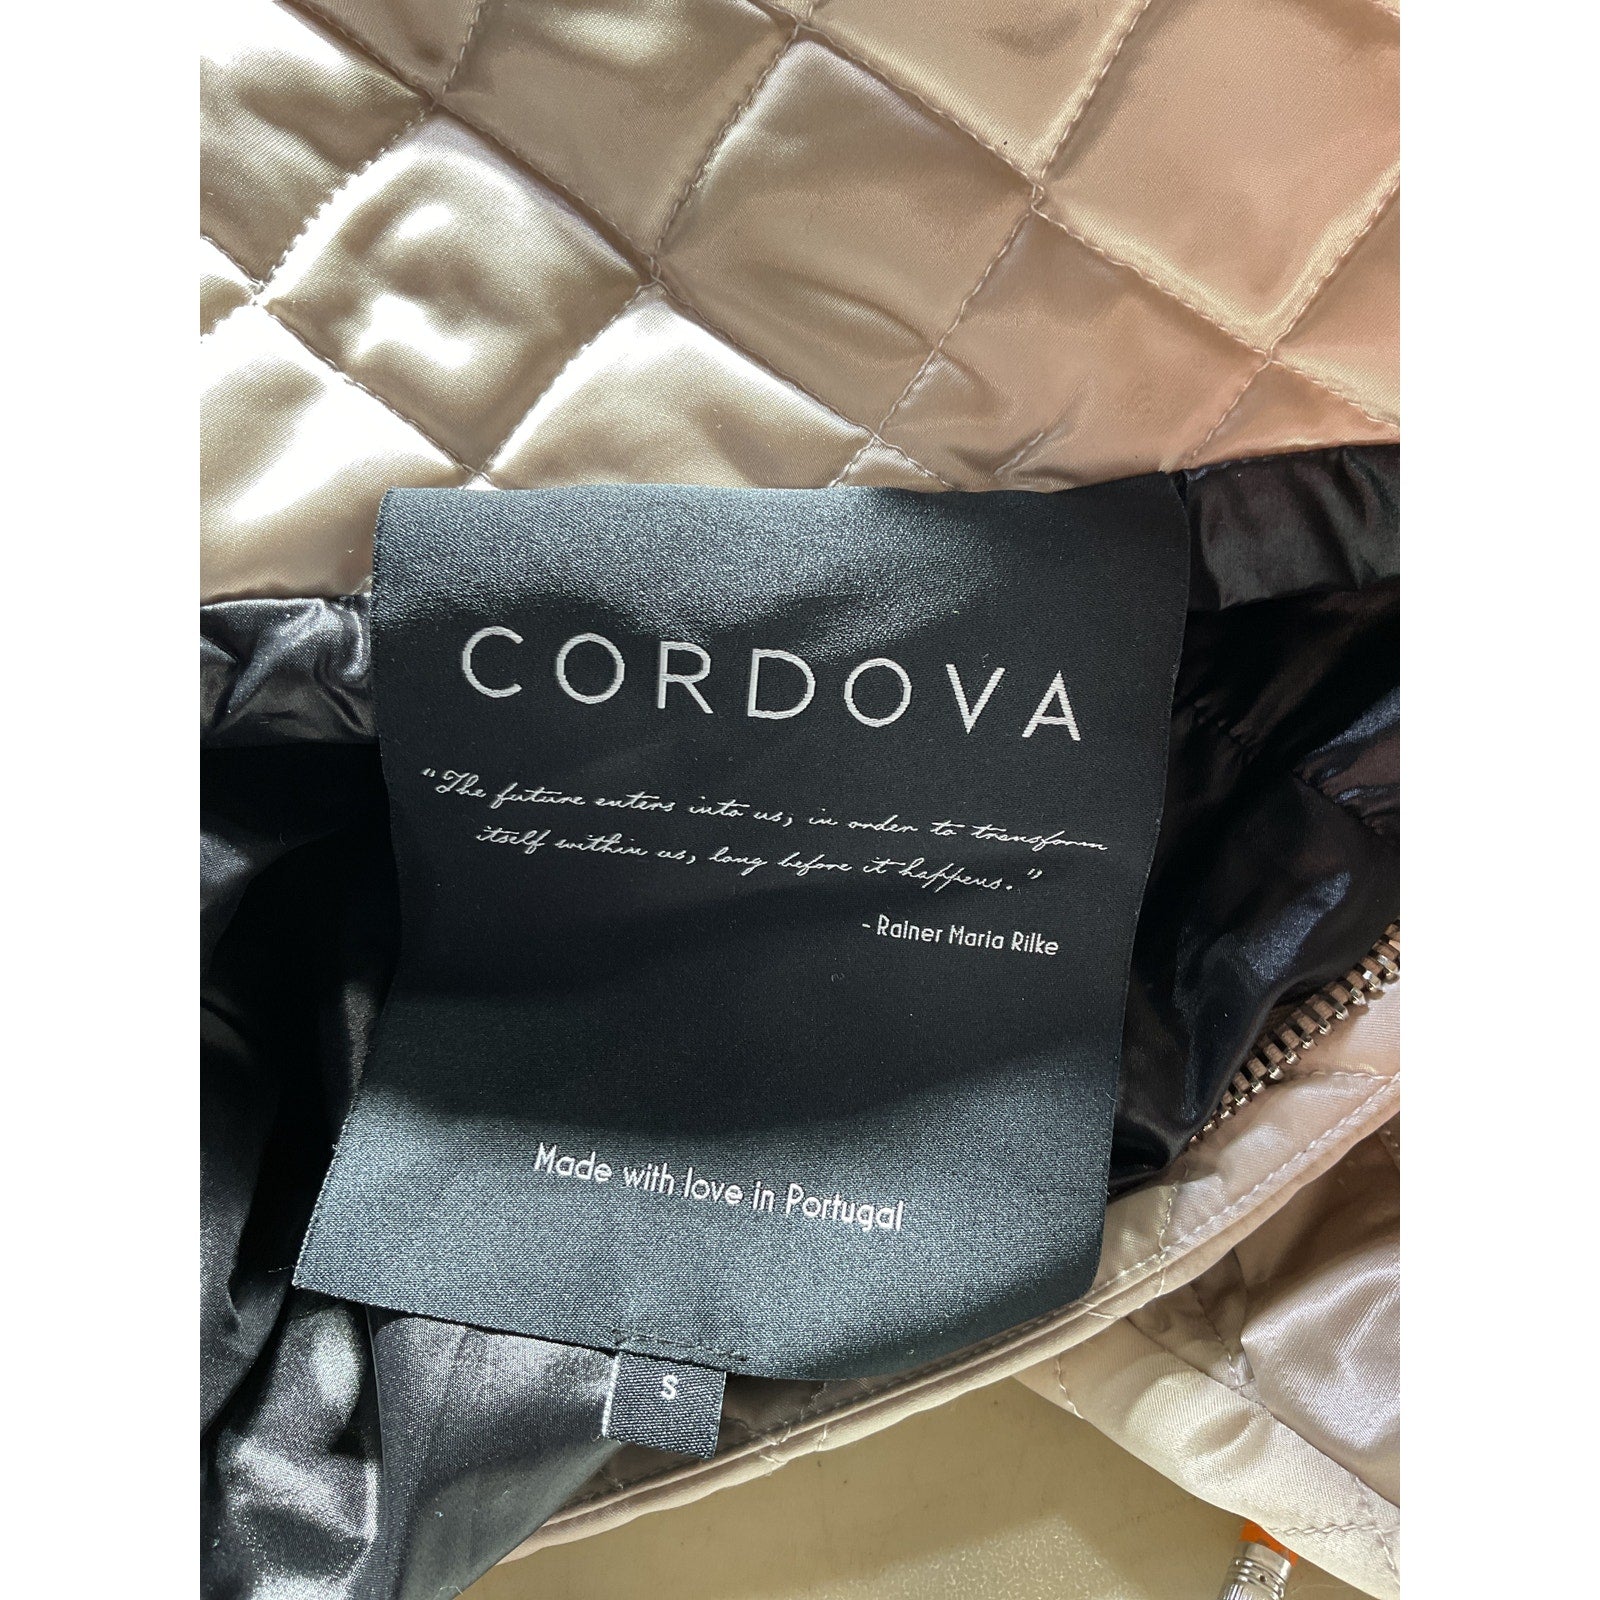 CORDOVA
"The future enters into us, in order to transform
itself within us, long before it happens."
- Rainer Maria Rilke
Made with love in Portugal
S